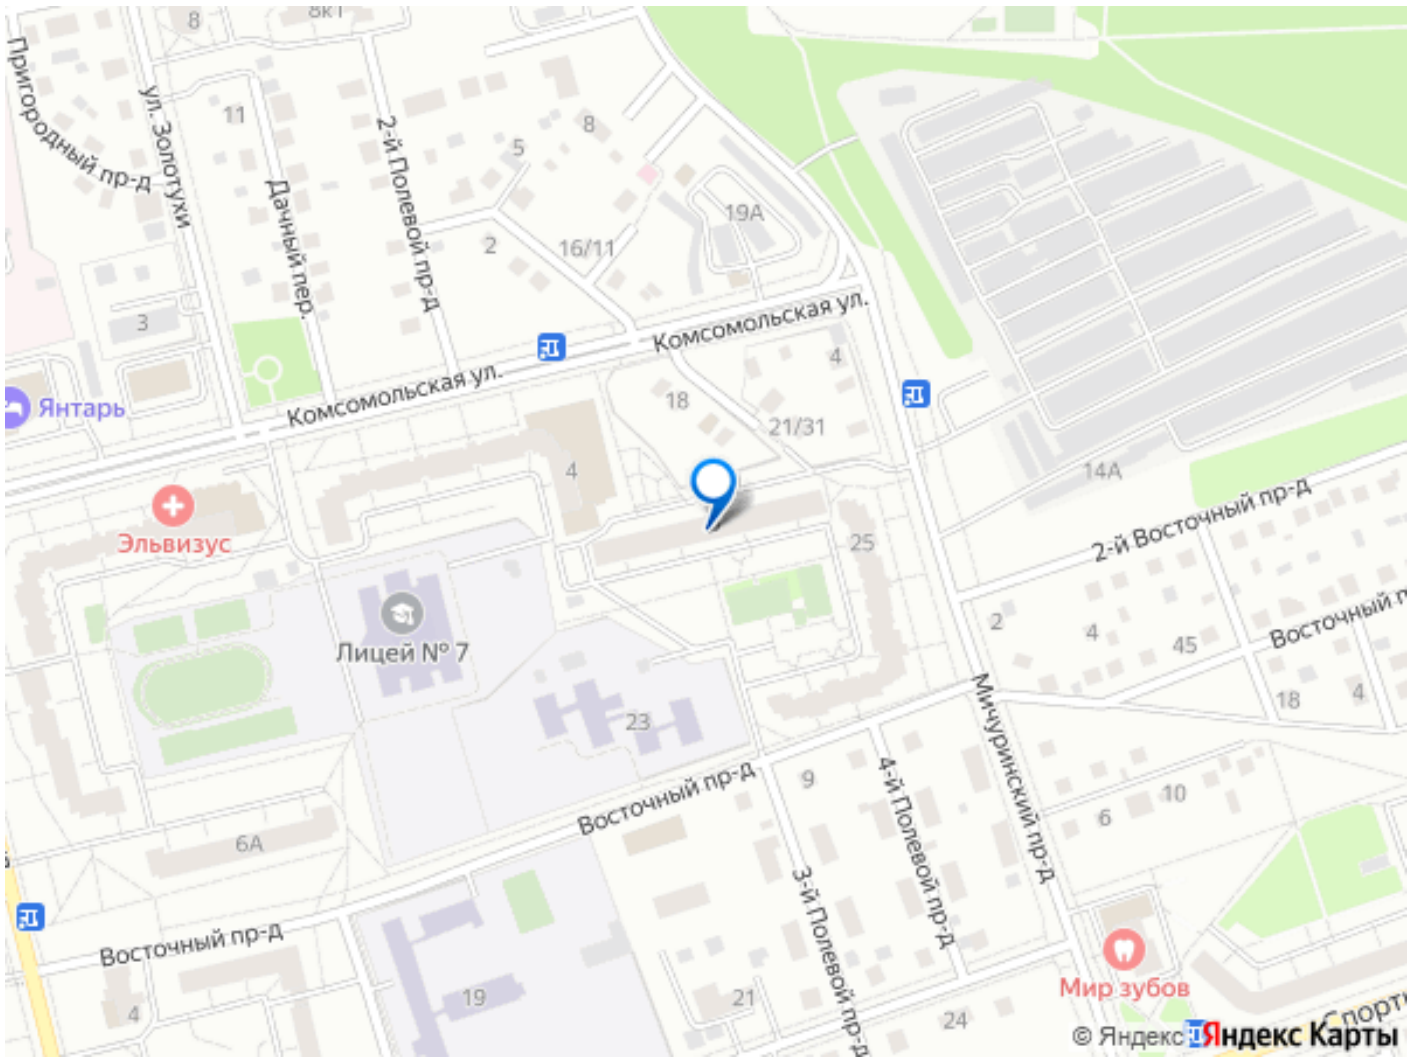 8
8к1
Пригородный пр-д
ул. Золотухи
11
2-й Полевой пр-д
Дачный пер.
5
8
19А
16/11
2
3
Комсомольская ул.
4
Янтарь
Комсомольская ул.
18
21/31
14А
4
2-й Восточный пр-д
Эльвизус
25
Лицей № 7
2
4
45
Восточный п
18
4
23
Мичуринский пр-д
9
4-й Полевой пр-д
Восточный пр-д
10
6
6А
3-й Полевой пр-д
Восточный пр-д
Мир зубов
19
21
24
4
Спорт
© Яндекс
Яндекс Карты